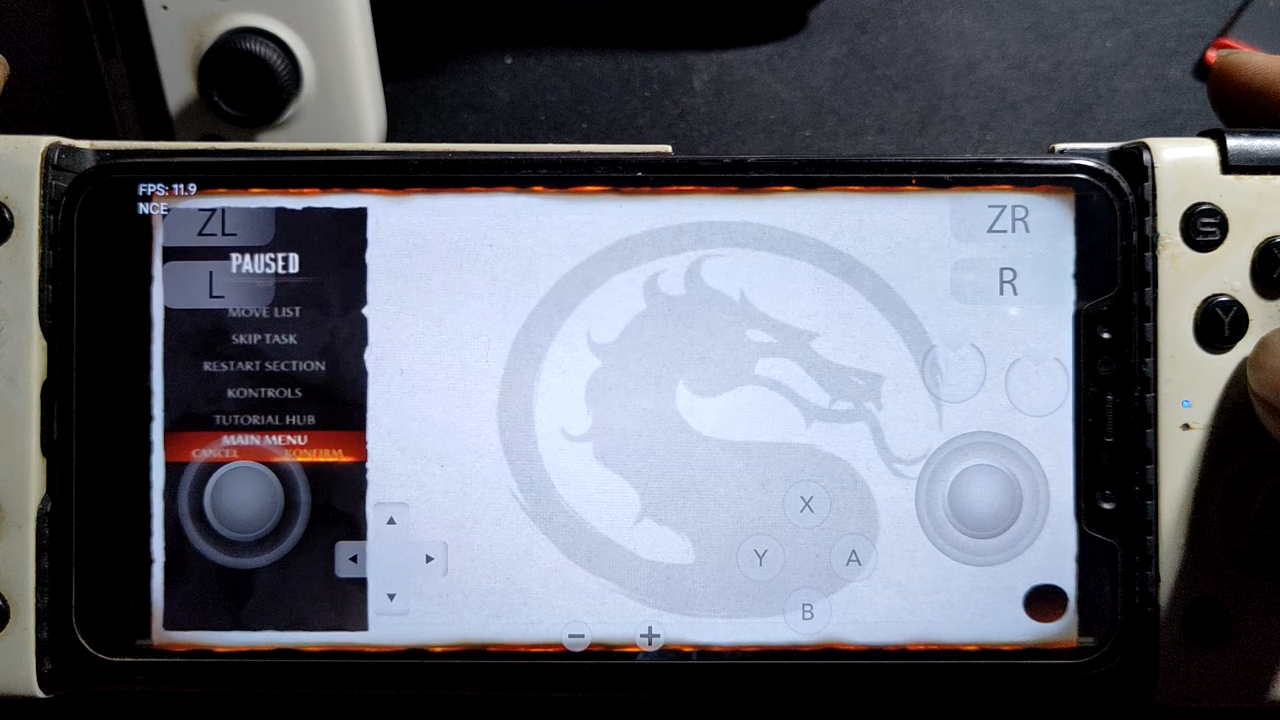 FPS: 11.9
NCE
ZL
ZR
PAUSED
L
R
MOVE LIST
SKIP TASK
RESTART SECTION
KONTROLS
TUTORIAL HUB
MAIN MENU
CANCEL KONFIRM
X
Y
A
B
S
Y